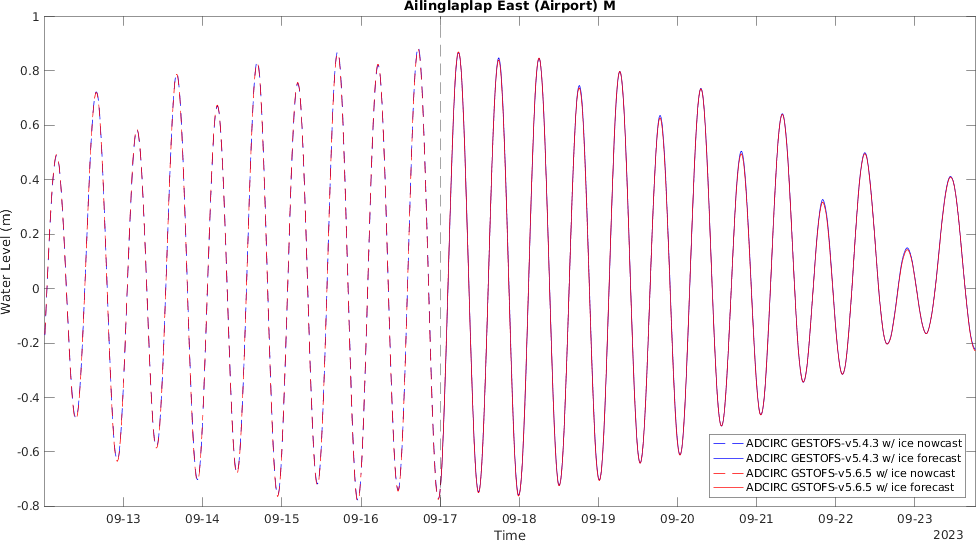 Ailinglaplap East (Airport) M
1
0.8
0.6
0.4
0.2
0
-0.2
-0.4
-0.6
-0.8
Water Level (m)
ADCIRC GESTOFS-v5.4.3 w/ ice nowcast
ADCIRC GESTOFS-v5.4.3 w/ ice forecast
ADCIRC GSTOFS-v5.6.5 w/ ice nowcast
ADCIRC GSTOFS-v5.6.5 w/ ice forecast
09-13 09-14 09-15 09-16 09-17 09-18 09-19 09-20 09-21 09-22 09-23
Time
2023